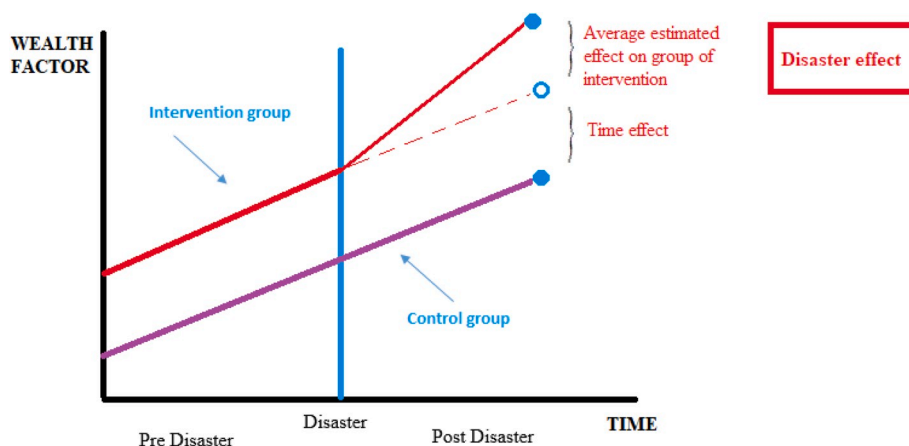 WEALTH
FACTOR
Average estimated
effect on group of
intervention
Disaster effect
Intervention group
Time effect
Control group
Pre Disaster
Disaster
Post Disaster
TIME